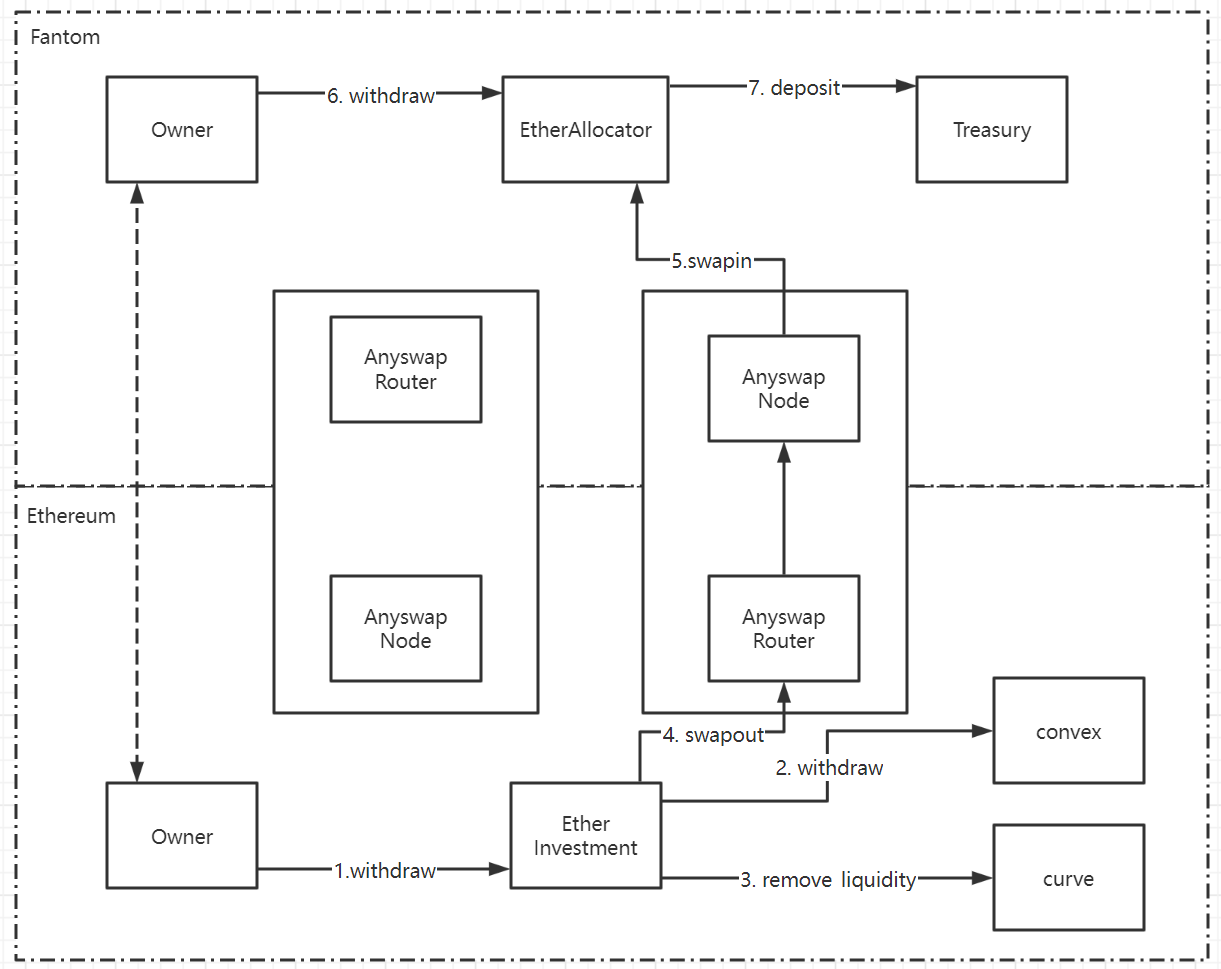 Fantom
6. withdraw
7. deposit
Owner
EtherAllocator
Treasury
5.swapin
Anyswap
Router
Anyswap
Node
Ethereum
Anyswap
Node
Anyswap
Router
4. swapout
convex
2. withdraw
Owner
Ether
Investment
1.withdraw
3. remove liquidity
curve